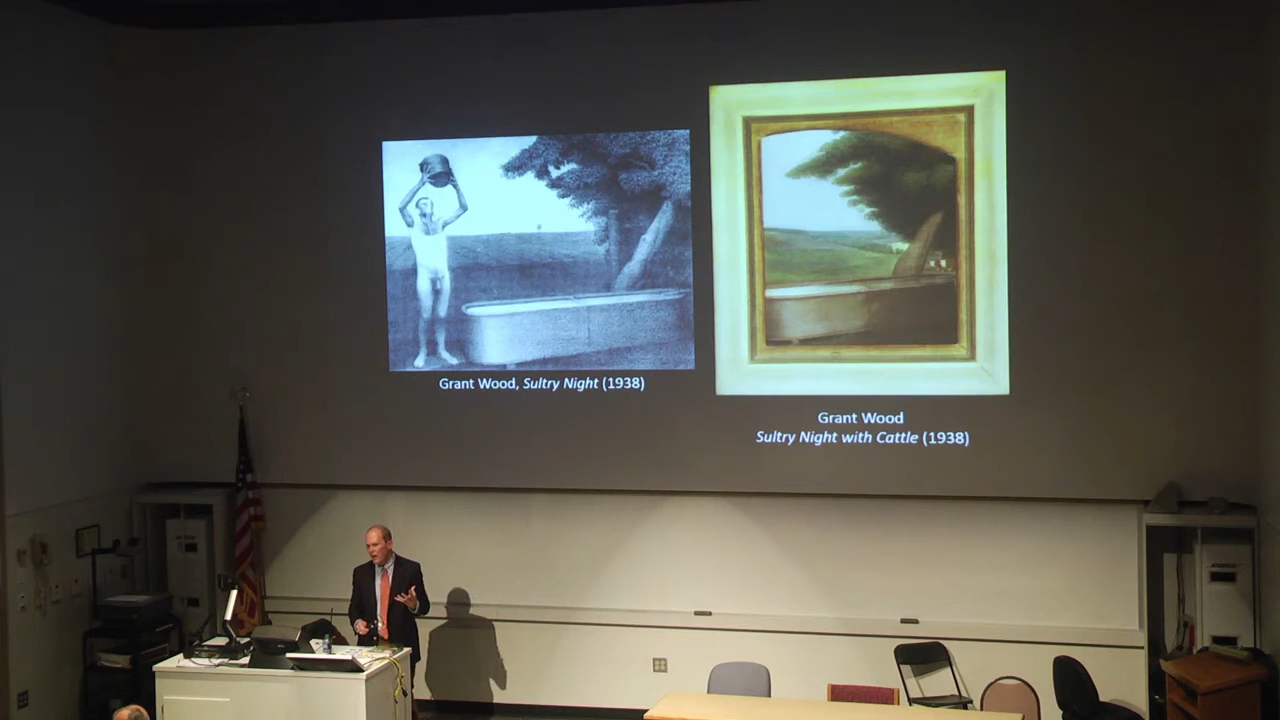 Grant Wood, Sultry Night (1938)
Grant Wood
Sultry Night with Cattle (1938)